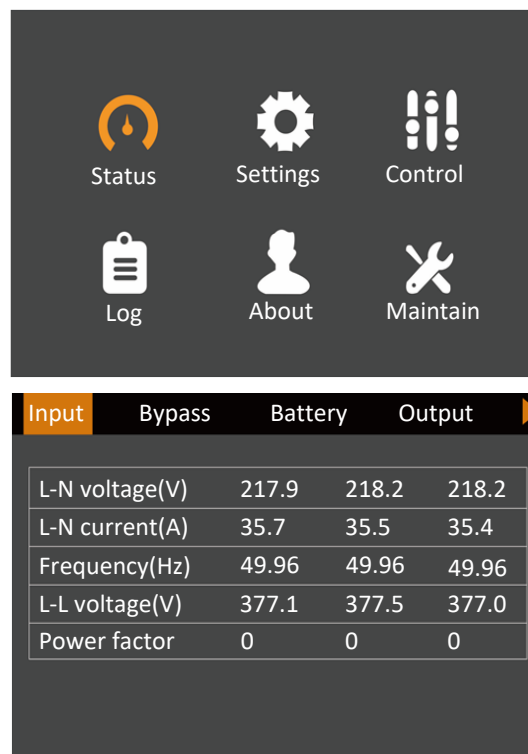 Status Settings Control
Log About Maintain
Input Bypass Battery Output
L-N voltage(V) 217.9 218.2 218.2
L-N current(A) 35.7 35.5 35.4
Frequency(Hz) 49.96 49.96 49.96
L-L voltage(V) 377.1 377.5 377.0
Power factor 0 0 0